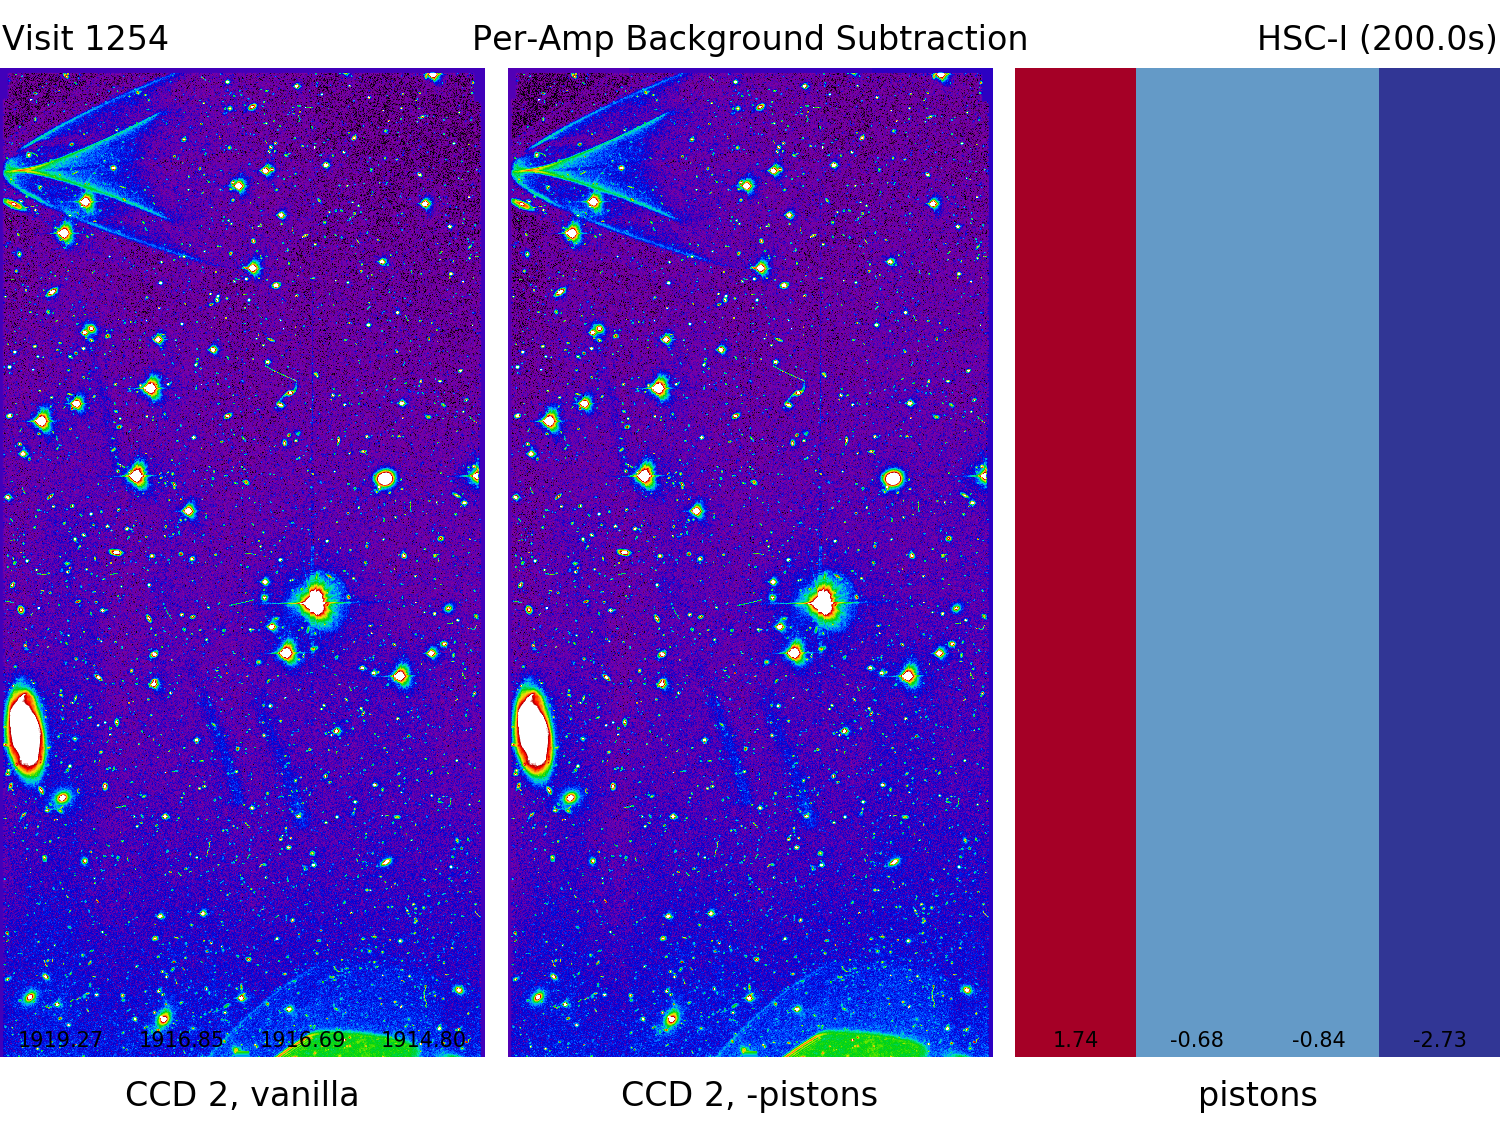 Visit 1254 Per-Amp Background Subtraction HSC-I (200.0s)
1919.27 1916.85 1916.69 1914.80 1.74 -0.68 -0.84 -2.73
CCD 2, vanilla CCD 2, -pistons pistons